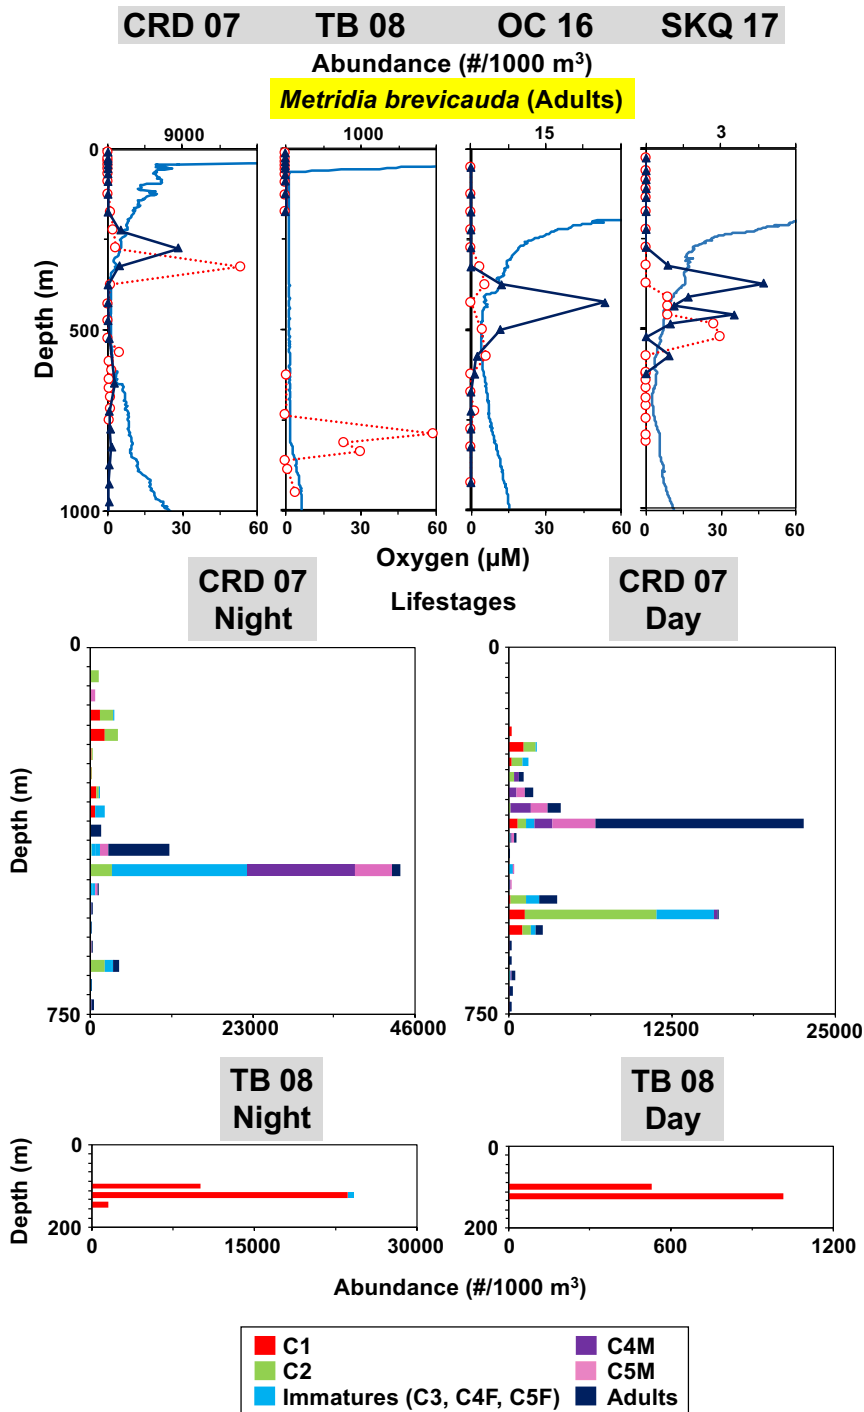 CRD 07 TB 08 OC 16 SKQ 17
Abundance (#/1000 m³)
Metridia brevicauda (Adults)
9000 1000 15 3
0
500
1000
Depth (m)
0 30 60 0 30 60 0 30 60 0 30 60
Oxygen (µM)
CRD 07
Night
Lifestages
CRD 07
Day
0
750
Depth (m)
0 23000 46000
0
750
Depth (m)
0 12500 25000
TB 08
Night
TB 08
Day
0
200
Depth (m)
0 15000 30000
0
200
Depth (m)
0 600 1200
Abundance (#/1000 m³)
C1
C2
Immatures (C3, C4F, C5F)
C4M
C5M
Adults